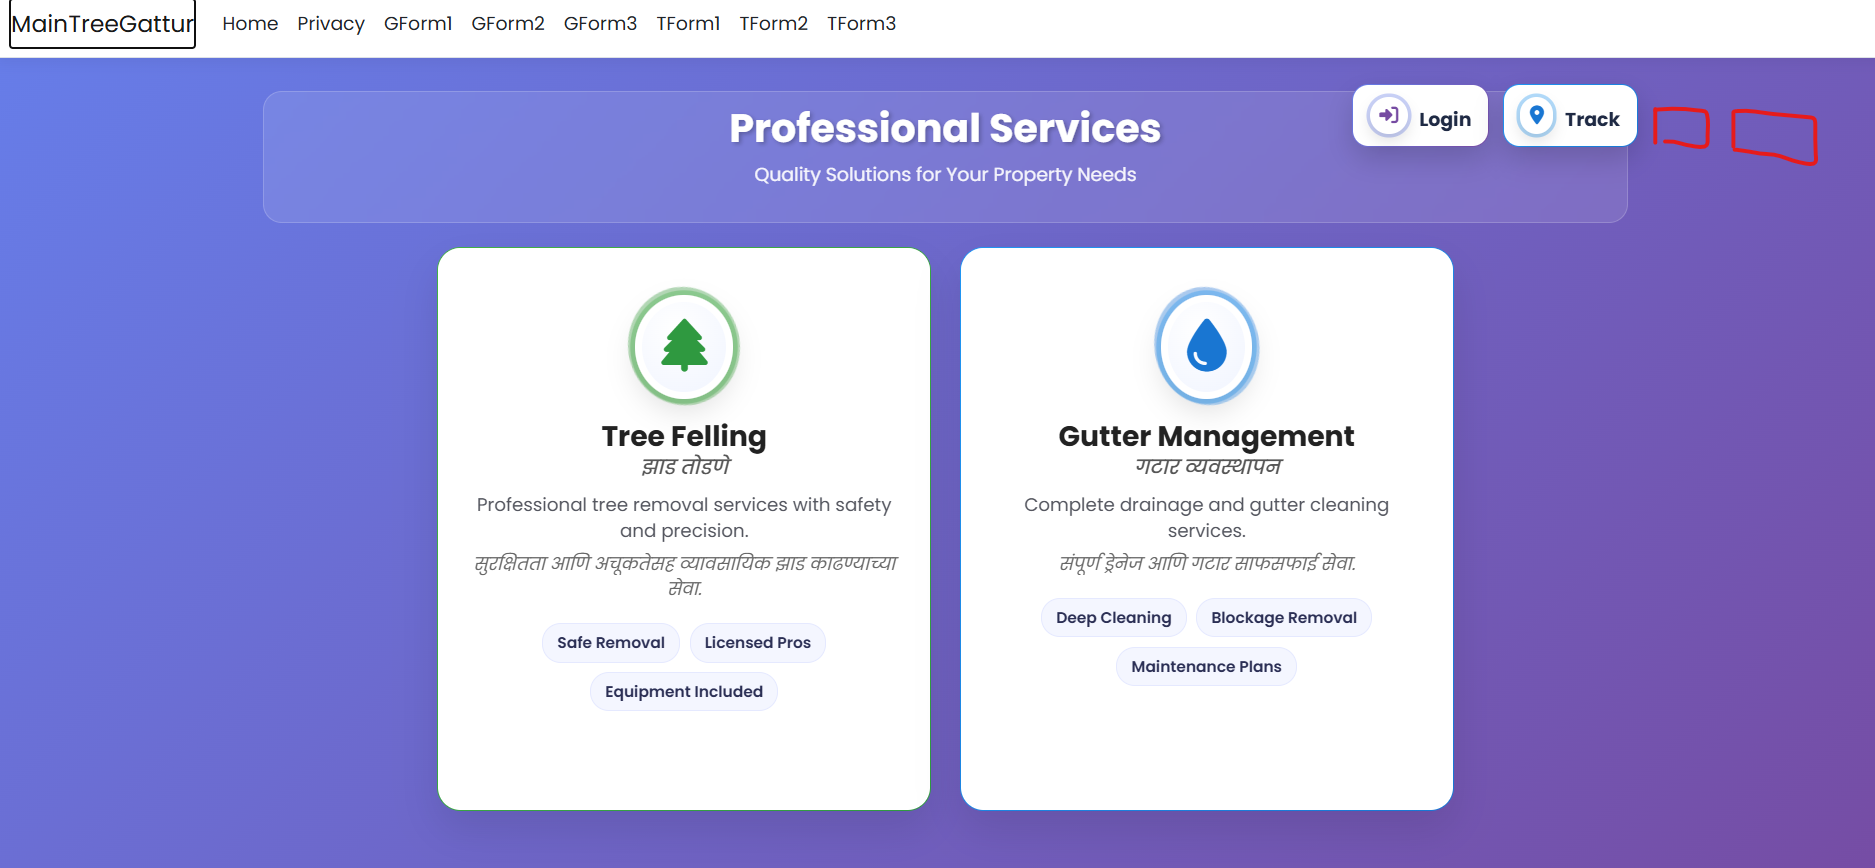 MainTreeGattur Home Privacy GForm1 GForm2 GForm3 TForm1 TForm2 TForm3
Professional Services
Quality Solutions for Your Property Needs
Login
Track
Tree Felling
झाड तोडणे
Professional tree removal services with safety
and precision.
सुरक्षितता आणि अचूकतेसह व्यावसायिक झाड काढण्याच्या
सेवा.
Safe Removal
Licensed Pros
Equipment Included
Gutter Management
गटार व्यवस्थापन
Complete drainage and gutter cleaning
services.
संपूर्ण ड्रेनेज आणि गटार साफसफाई सेवा.
Deep Cleaning
Blockage Removal
Maintenance Plans